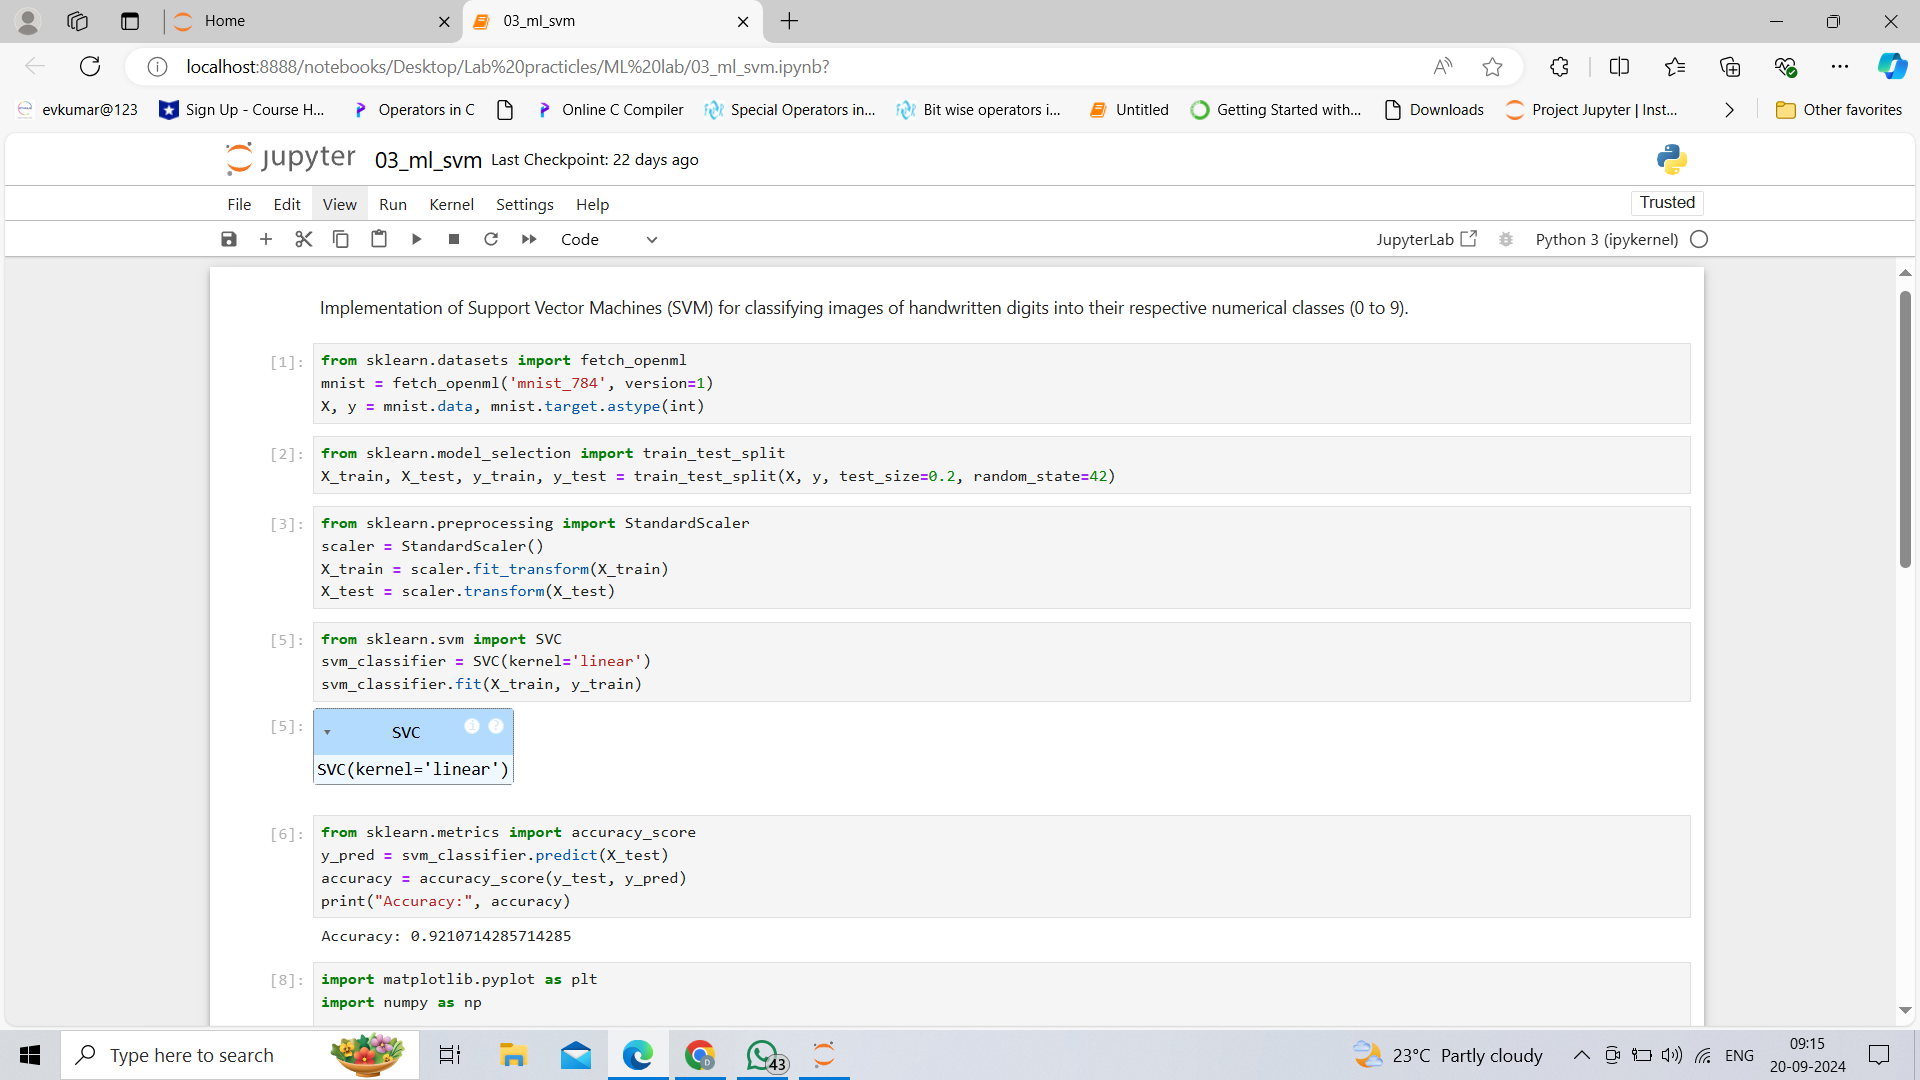 Home
03_ml_svm
localhost:8888/notebooks/Desktop/Lab%20practicles/ML%20lab/03_ml_svm.ipynb?
evkumar@123
Sign Up - Course H...
Operators in C
Online C Compiler
Special Operators in...
Bit wise operators i...
Untitled
Getting Started with...
Downloads
Project Jupyter | Inst...
Other favorites
jupyter 03_ml_svm Last Checkpoint: 22 days ago
File Edit View Run Kernel Settings Help
Trusted
Code
JupyterLab
Python 3 (ipykernel)
Implementation of Support Vector Machines (SVM) for classifying images of handwritten digits into their respective numerical classes (0 to 9).
[1]: from sklearn.datasets import fetch_openml
mnist = fetch_openml('mnist_784', version=1)
X, y = mnist.data, mnist.target.astype(int)
[2]: from sklearn.model_selection import train_test_split
X_train, X_test, y_train, y_test = train_test_split(X, y, test_size=0.2, random_state=42)
[3]: from sklearn.preprocessing import StandardScaler
scaler = StandardScaler()
X_train = scaler.fit_transform(X_train)
X_test = scaler.transform(X_test)
[5]: from sklearn.svm import SVC
svm_classifier = SVC(kernel='linear')
svm_classifier.fit(X_train, y_train)
[5]: SVC
SVC(kernel='linear')
[6]: from sklearn.metrics import accuracy_score
y_pred = svm_classifier.predict(X_test)
accuracy = accuracy_score(y_test, y_pred)
print("Accuracy:", accuracy)
Accuracy: 0.9210714285714285
[8]: import matplotlib.pyplot as plt
import numpy as np
Type here to search
43
23°C Partly cloudy
ENG
09:15
20-09-2024